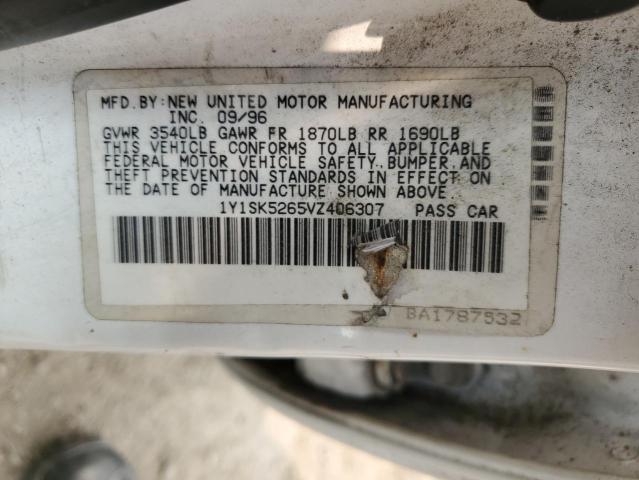 MFD.BY: NEW UNITED MOTOR MANUFACTURING
INC. 09/96
GVWR 3540LB GAWR FR 1870LB RR 1690LB
THIS VEHICLE CONFORMS TO ALL APPLICABLE
FEDERAL MOTOR VEHICLE SAFETY, BUMPER, AND
THEFT PREVENTION STANDARDS IN EFFECT ON
THE DATE OF MANUFACTURE SHOWN ABOVE.
1Y1SK5265VZ406307 PASS CAR
BA1787532